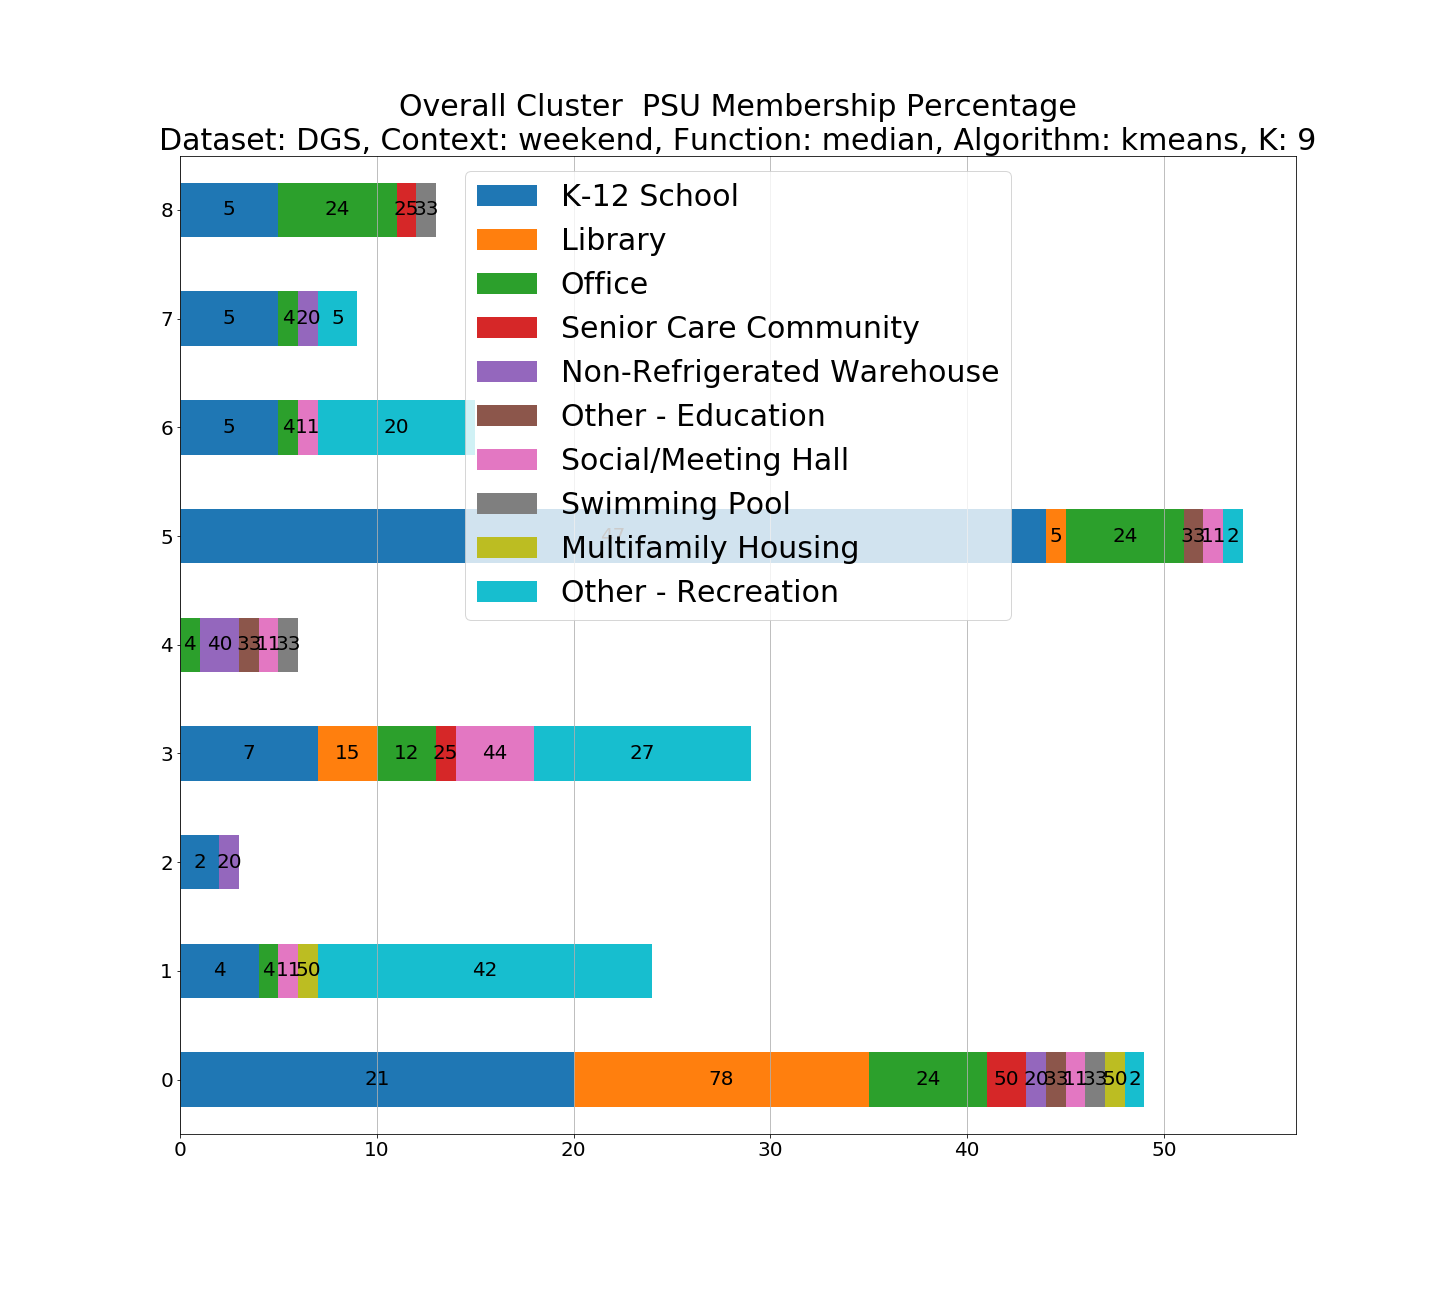 Overall Cluster  PSU Membership Percentage
Dataset: DGS, Context: weekend, Function: median, Algorithm: kmeans, K: 9
K-12 School
Library
Office
Senior Care Community
Non-Refrigerated Warehouse
Other - Education
Social/Meeting Hall
Swimming Pool
Multifamily Housing
Other - Recreation
8 5 24 25 33
7 5 4 20 5
6 5 4 11 20
5 47 5 24 33 11 2
4 4 40 33 11 33
3 7 15 12 25 44 27
2 2 20
1 4 4 11 50 42
0 21 78 24 50 20 33 11 33 50 2
0 10 20 30 40 50